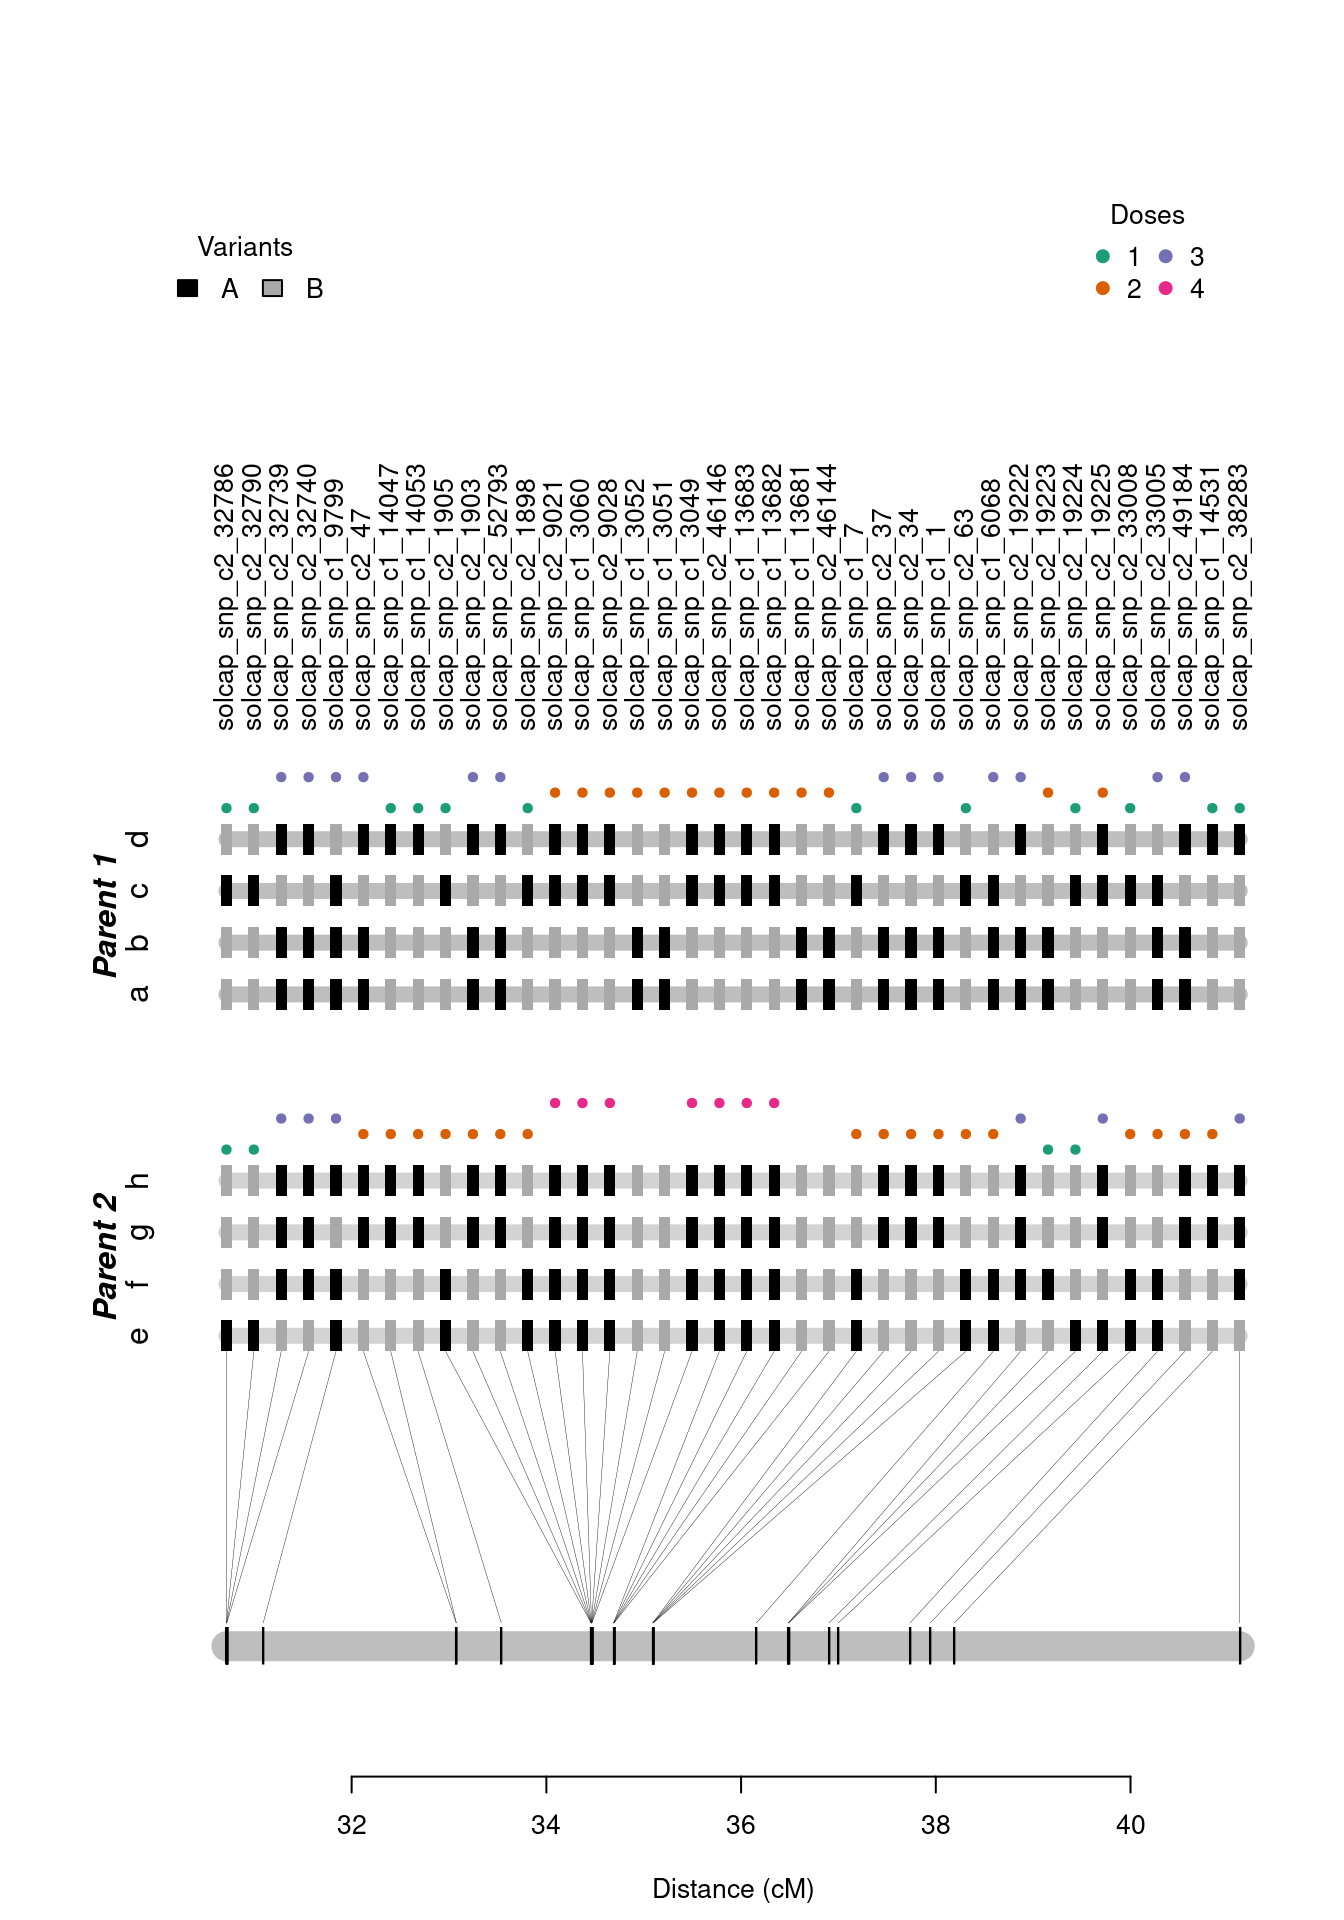 Variants
A B
Doses
1 3
2 4
solcap_snp_c2_32786
solcap_snp_c2_32790
solcap_snp_c2_32739
solcap_snp_c2_32740
solcap_snp_c1_9799
solcap_snp_c2_47
solcap_snp_c1_14047
solcap_snp_c1_14053
solcap_snp_c2_1905
solcap_snp_c2_1903
solcap_snp_c2_52793
solcap_snp_c2_1898
solcap_snp_c2_9021
solcap_snp_c1_3060
solcap_snp_c2_9028
solcap_snp_c1_3052
solcap_snp_c1_3051
solcap_snp_c1_3049
solcap_snp_c2_46146
solcap_snp_c1_13683
solcap_snp_c1_13682
solcap_snp_c1_13681
solcap_snp_c2_46144
solcap_snp_c1_7
solcap_snp_c2_37
solcap_snp_c2_34
solcap_snp_c1_1
solcap_snp_c2_63
solcap_snp_c1_6068
solcap_snp_c2_19222
solcap_snp_c2_19223
solcap_snp_c2_19224
solcap_snp_c2_19225
solcap_snp_c2_33008
solcap_snp_c2_33005
solcap_snp_c2_49184
solcap_snp_c1_14531
solcap_snp_c2_38283
Parent 1
d
c
b
a
Parent 2
h
g
f
e
32 34 36 38 40
Distance (cM)